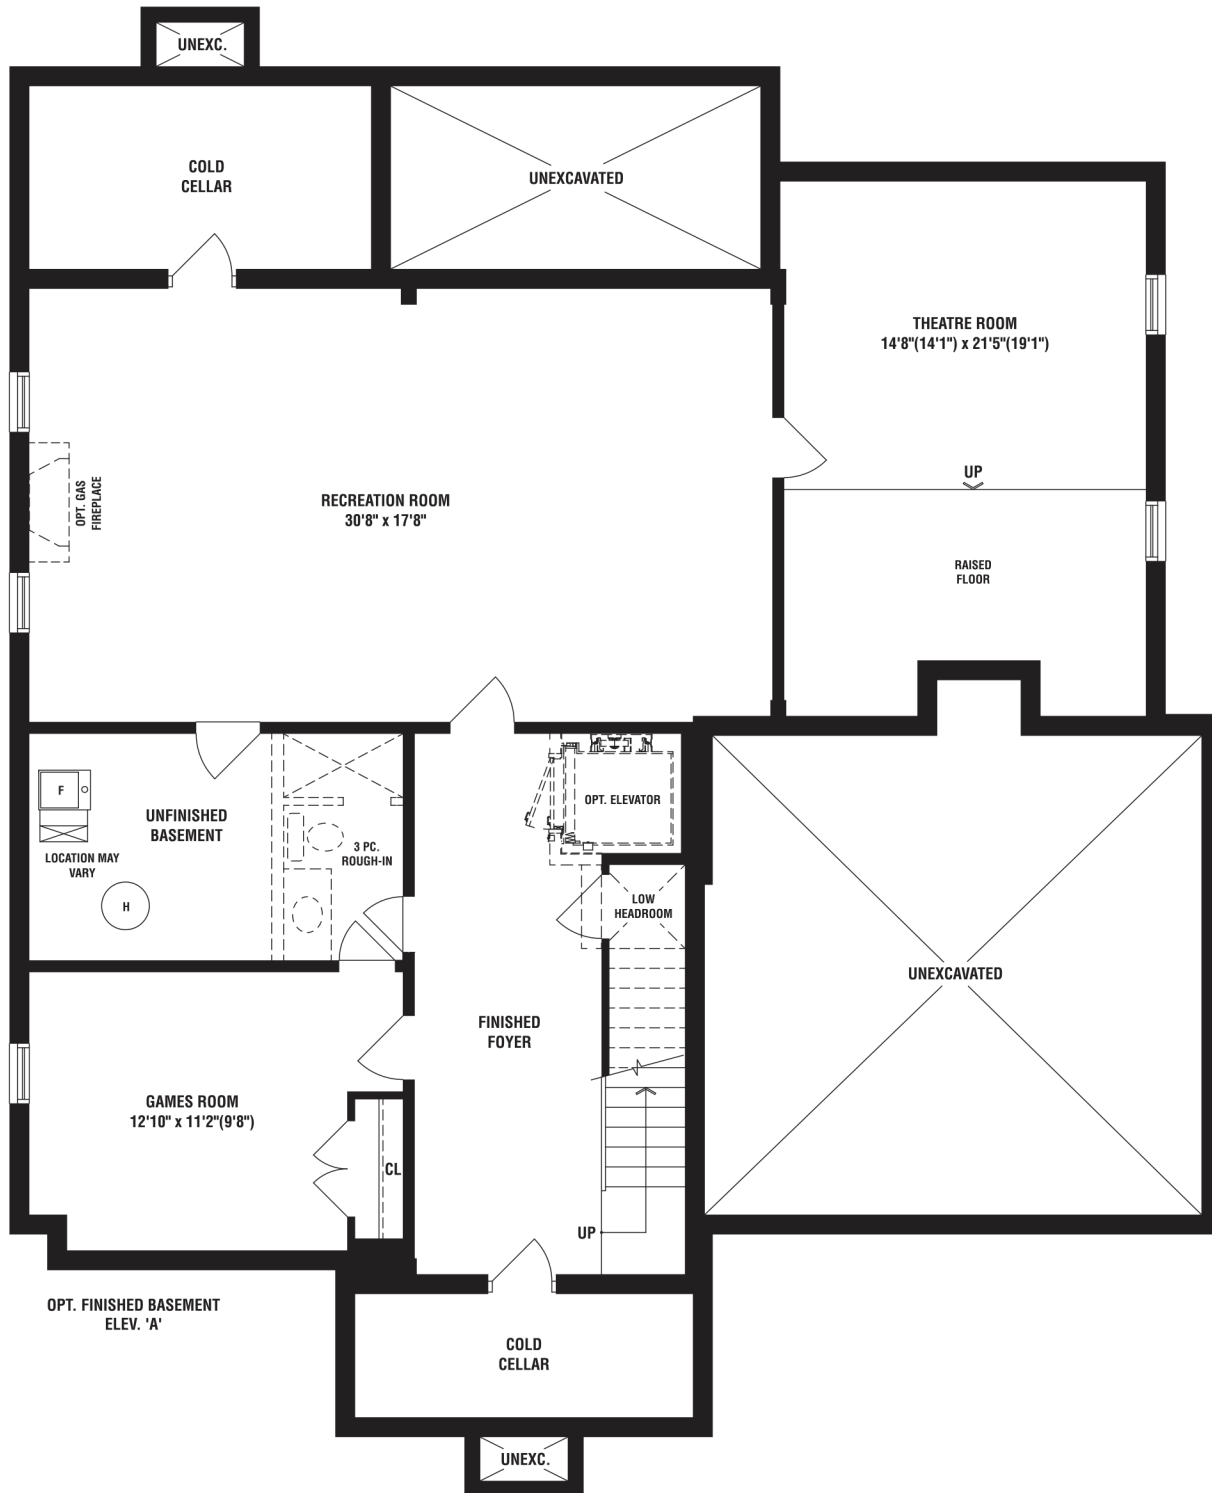 UNEXC.
COLD
CELLAR
UNEXCAVATED
THEATRE ROOM
14'8"(14'1") x 21'5"(19'1")
UP
RAISED
FLOOR
OPT. GAS
FIREPLACE
RECREATION ROOM
30'8" x 17'8"
F
UNFINISHED
BASEMENT
LOCATION MAY
VARY
H
3 PC.
ROUGH-IN
OPT. ELEVATOR
LOW
HEADROOM
UNEXCAVATED
FINISHED
FOYER
GAMES ROOM
12'10" x 11'2"(9'8")
CL
UP
OPT. FINISHED BASEMENT
ELEV. 'A'
COLD
CELLAR
UNEXC.